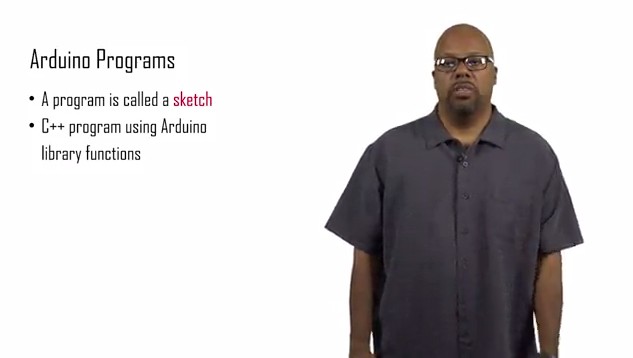 Arduino Programs
• A program is called a sketch
• C++ program using Arduino
library functions